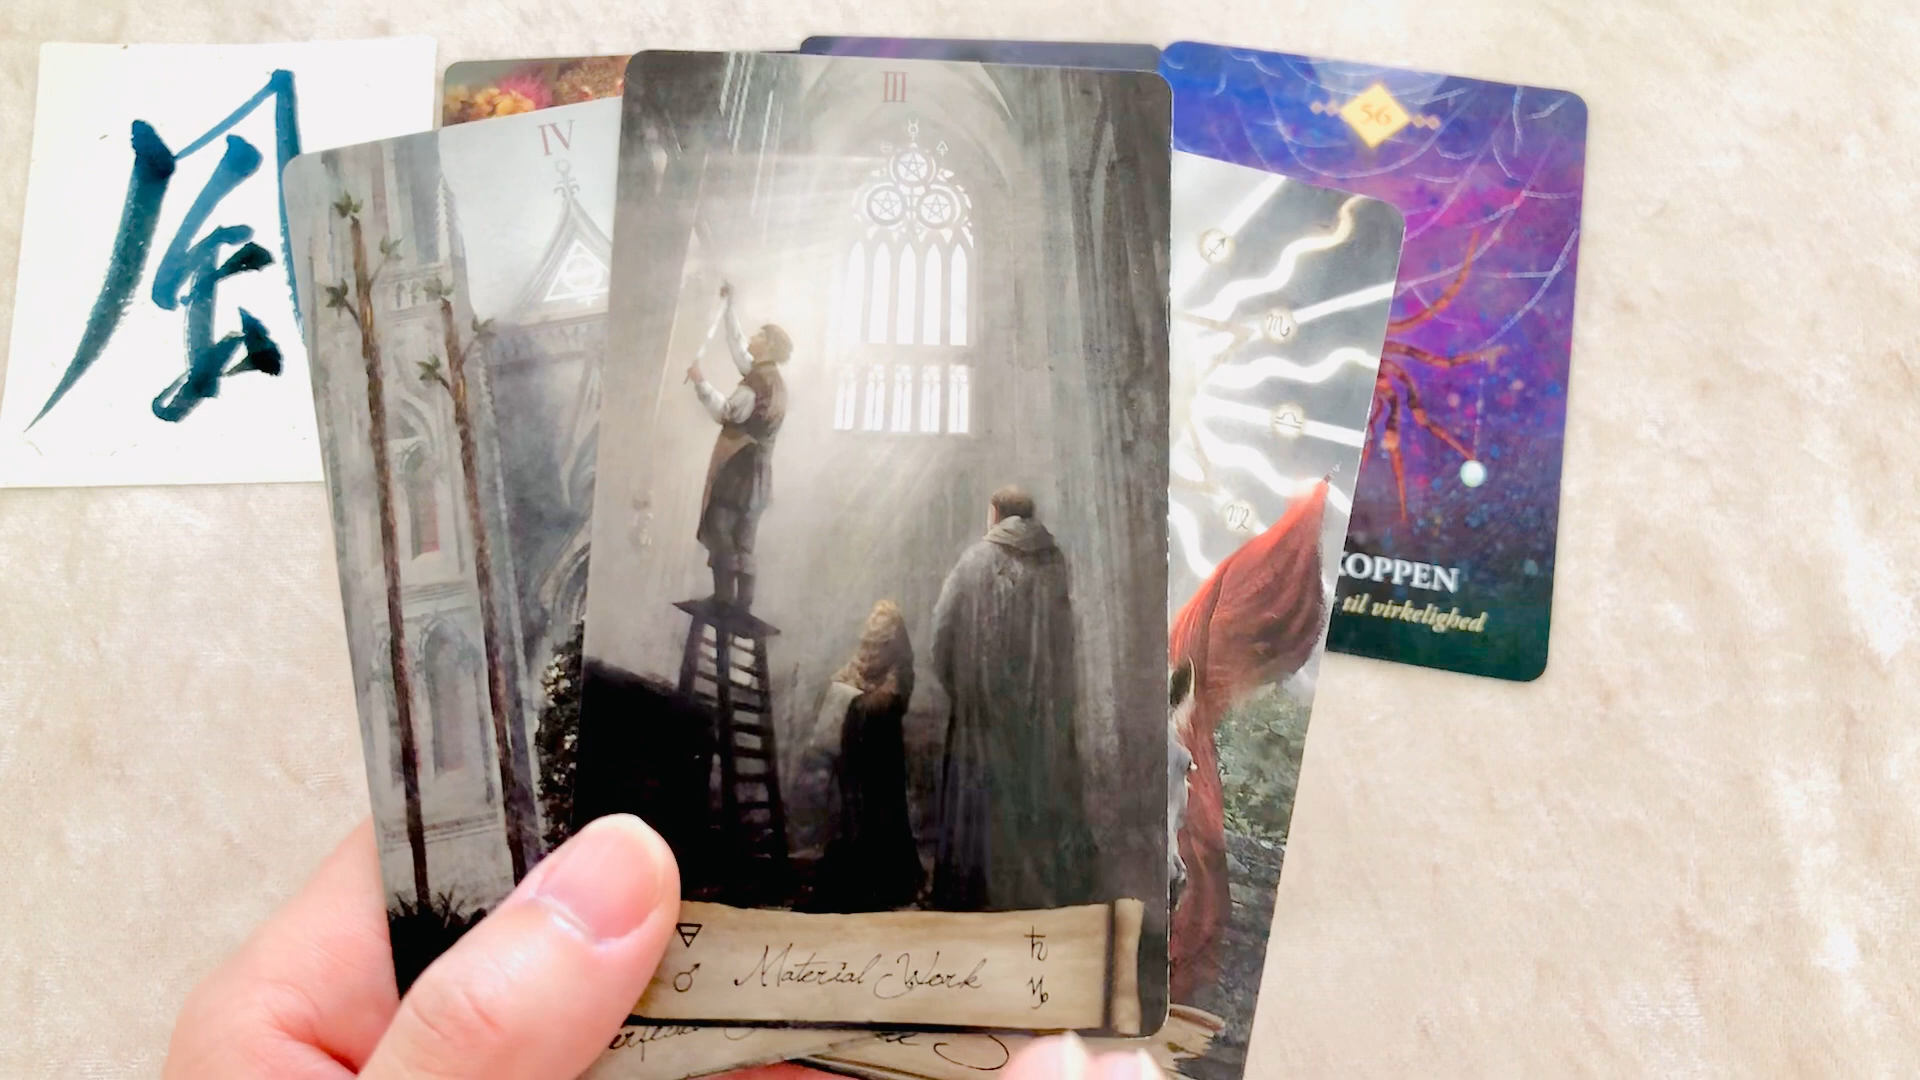 風
IV
III
56
KOPPEN
til virkelighed
Material Work